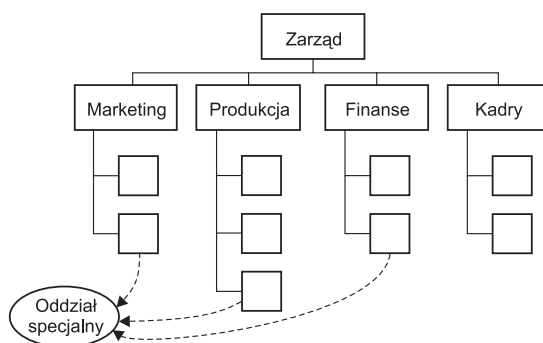 Zarząd
Marketing
Produkcja
Finanse
Kadry
Oddział
specjalny